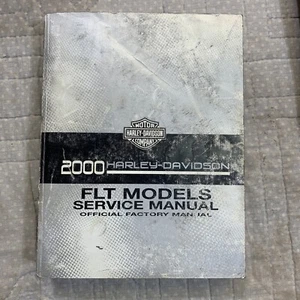 MOTOR
HARLEY-DAVIDSON
COMPANY
2000 HARLEY-DAVIDSON
FLT MODELS
SERVICE MANUAL
OFFICIAL FACTORY MANUAL